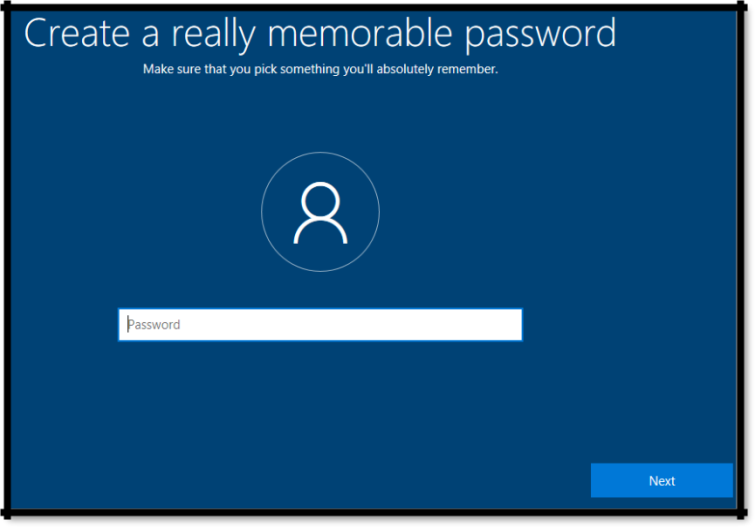 Create a really memorable password
Make sure that you pick something you'll absolutely remember.
Password
Next